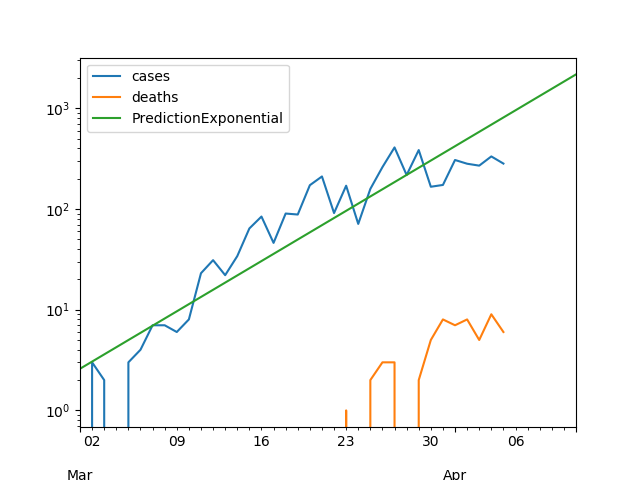 cases
deaths
PredictionExponential
10³
10²
10¹
10⁰
02 09 16 23 30 06
Mar Apr